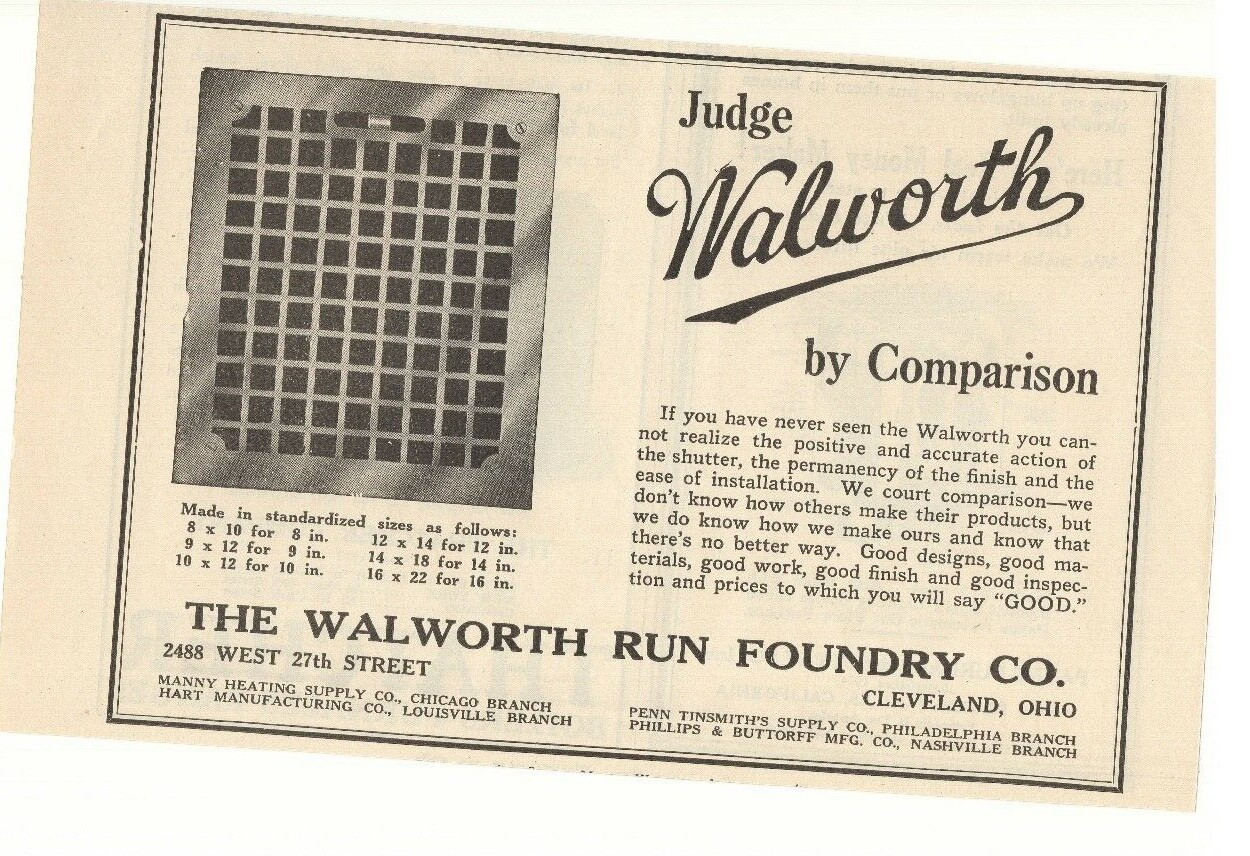 Judge
Walworth
by Comparison
If you have never seen the Walworth you can-
not realize the positive and accurate action of
the shutter, the permanency of the finish and the
ease of installation. We court comparison—we
don't know how others make their products, but
we do know how we make ours and know that
there's no better way. Good designs, good ma-
terials, good work, good finish and good inspec-
tion and prices to which you will say "GOOD."
Made in standardized sizes as follows:
8 x 10 for 8 in. 12 x 14 for 12 in.
9 x 12 for 9 in. 14 x 18 for 14 in.
10 x 12 for 10 in. 16 x 22 for 16 in.
THE WALWORTH RUN FOUNDRY CO.
2488 WEST 27th STREET
CLEVELAND, OHIO
MANNY HEATING SUPPLY CO., CHICAGO BRANCH
HART MANUFACTURING CO., LOUISVILLE BRANCH
PENN TINSMITH'S SUPPLY CO., PHILADELPHIA BRANCH
PHILLIPS & BUTTORFF MFG. CO., NASHVILLE BRANCH